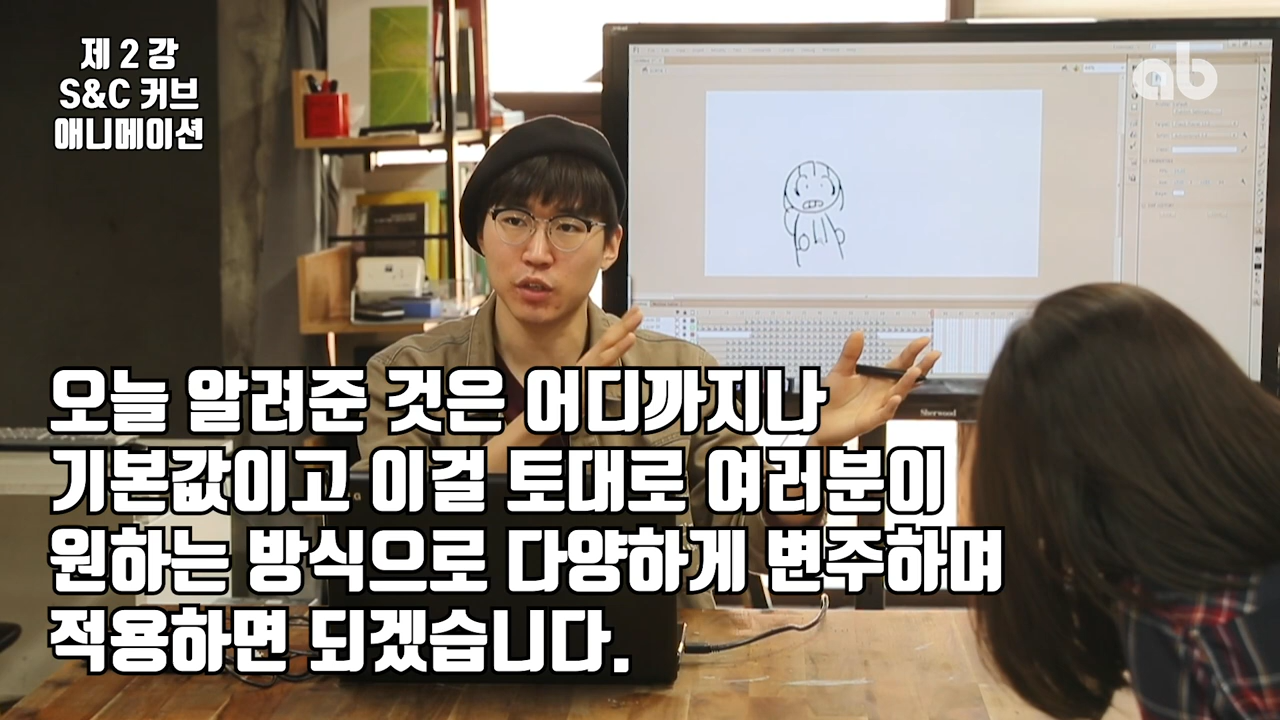 제 2 강
S&C 커브
애니메이션
ab
오늘 알려준 것은 어디까지나
기본값이고 이걸 토대로 여러분이
원하는 방식으로 다양하게 변주하며
적용하면 되겠습니다.
Sherwood